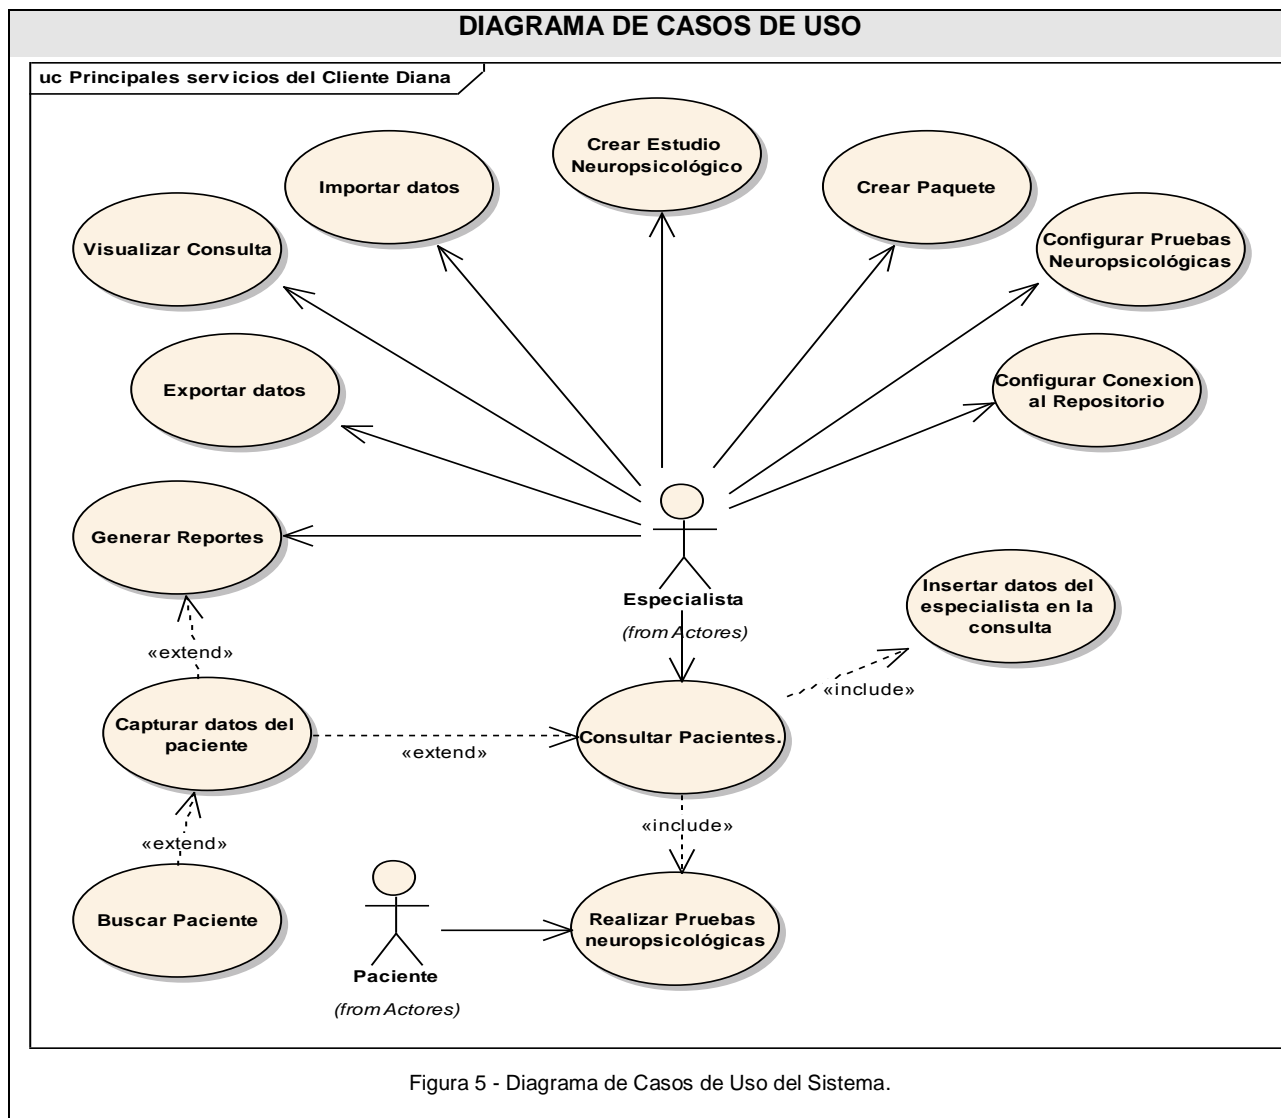 DIAGRAMA DE CASOS DE USO
uc Principales servicios del Cliente Diana
Crear Estudio
Neuropsicológico
Importar datos
Crear Paquete
Visualizar Consulta
Configurar Pruebas
Neuropsicológicas
Exportar datos
Configurar Conexion
al Repositorio
Generar Reportes
Especialista
(from Actores)
Insertar datos del
especialista en la
consulta
«extend»
«include»
Capturar datos del
paciente
«extend»
Consultar Pacientes.
«include»
«extend»
Buscar Paciente
Realizar Pruebas
neuropsicológicas
Paciente
(from Actores)
Figura 5 - Diagrama de Casos de Uso del Sistema.